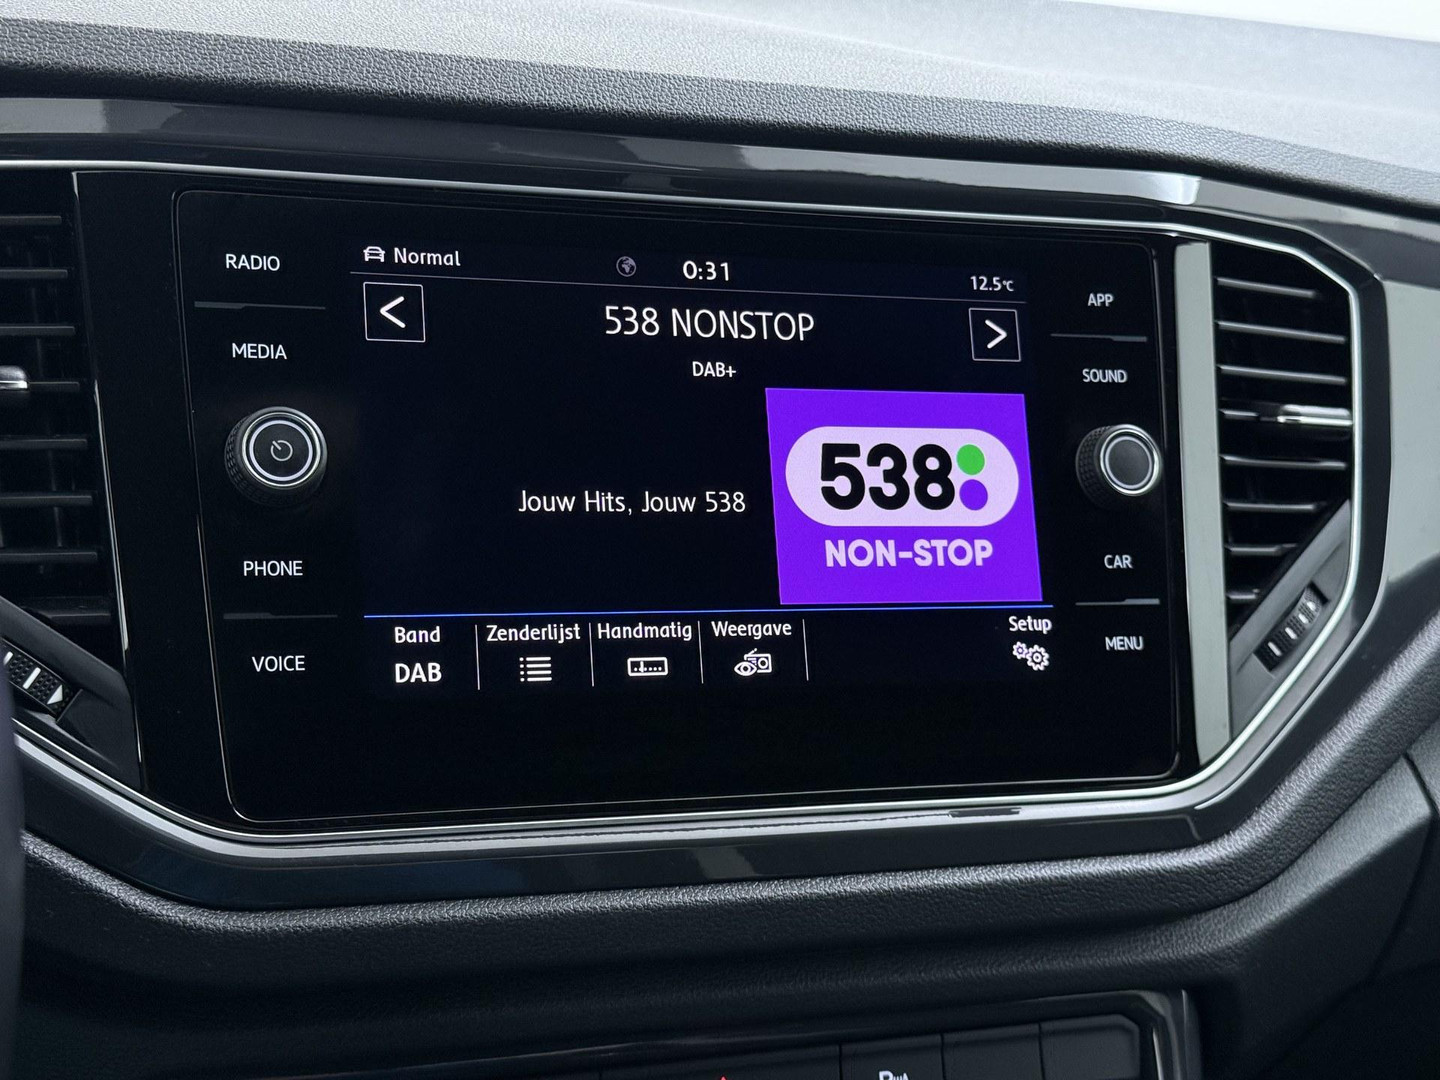 RADIO
MEDIA
PHONE
VOICE
Normal
0:31
12.5°C
<
538 NONSTOP
>
DAB+
Jouw Hits, Jouw 538
538
NON-STOP
Band
DAB
Zenderlijst
Handmatig
Weergave
Setup
APP
SOUND
CAR
MENU